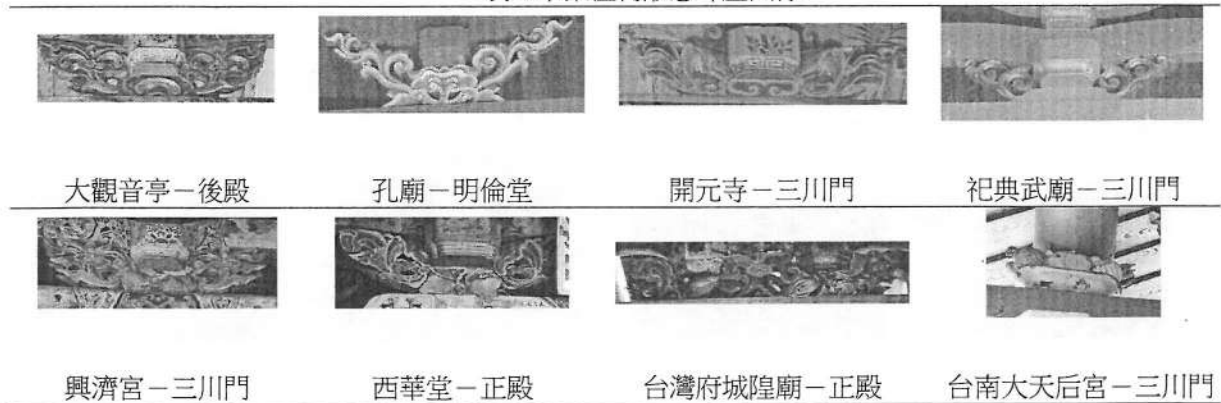 大觀音亭－後殿
孔廟－明倫堂
開元寺－三川門
祀典武廟－三川門
興濟宮－三川門
西華堂－正殿
台灣府城隍廟－正殿
台南大天后宮－三川門